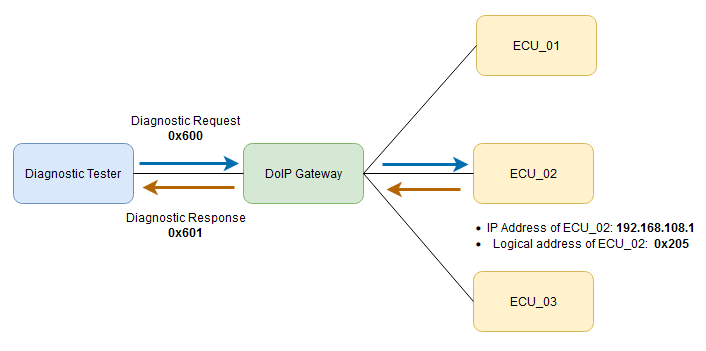 ECU_01
Diagnostic Request
0x600
Diagnostic Tester
DoIP Gateway
ECU_02
Diagnostic Response
0x601
• IP Address of ECU_02: 192.168.108.1
• Logical address of ECU_02: 0x205
ECU_03